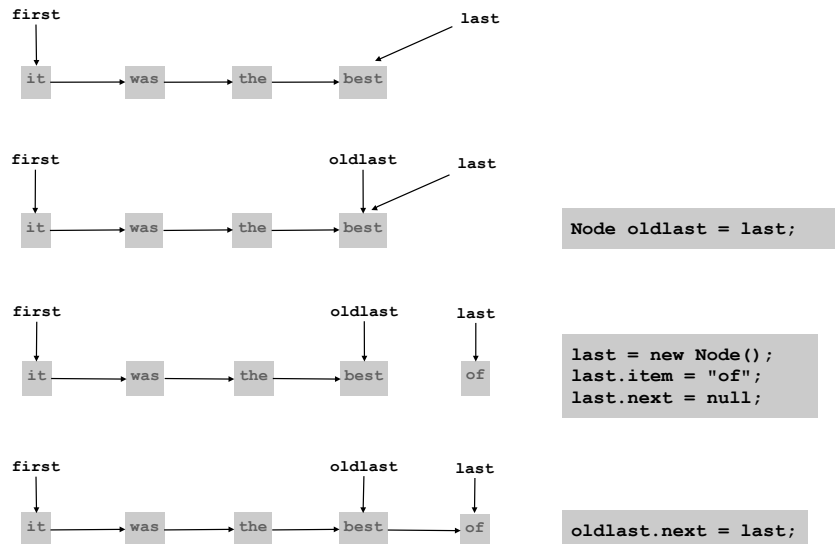 first last
it was the best
first oldlast last
it was the best
Node oldlast = last;
first oldlast last
it was the best of
last = new Node();
last.item = "of";
last.next = null;
first oldlast last
it was the best of
oldlast.next = last;